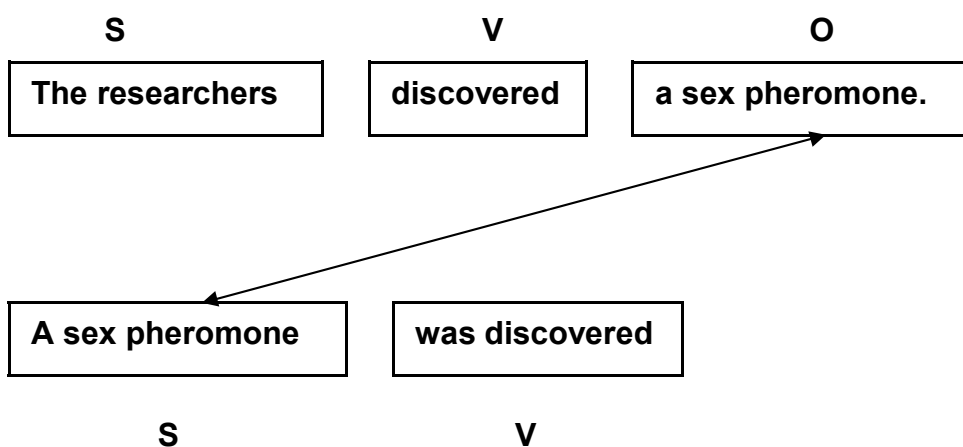 S V O
The researchers discovered a sex pheromone.
A sex pheromone was discovered
S V